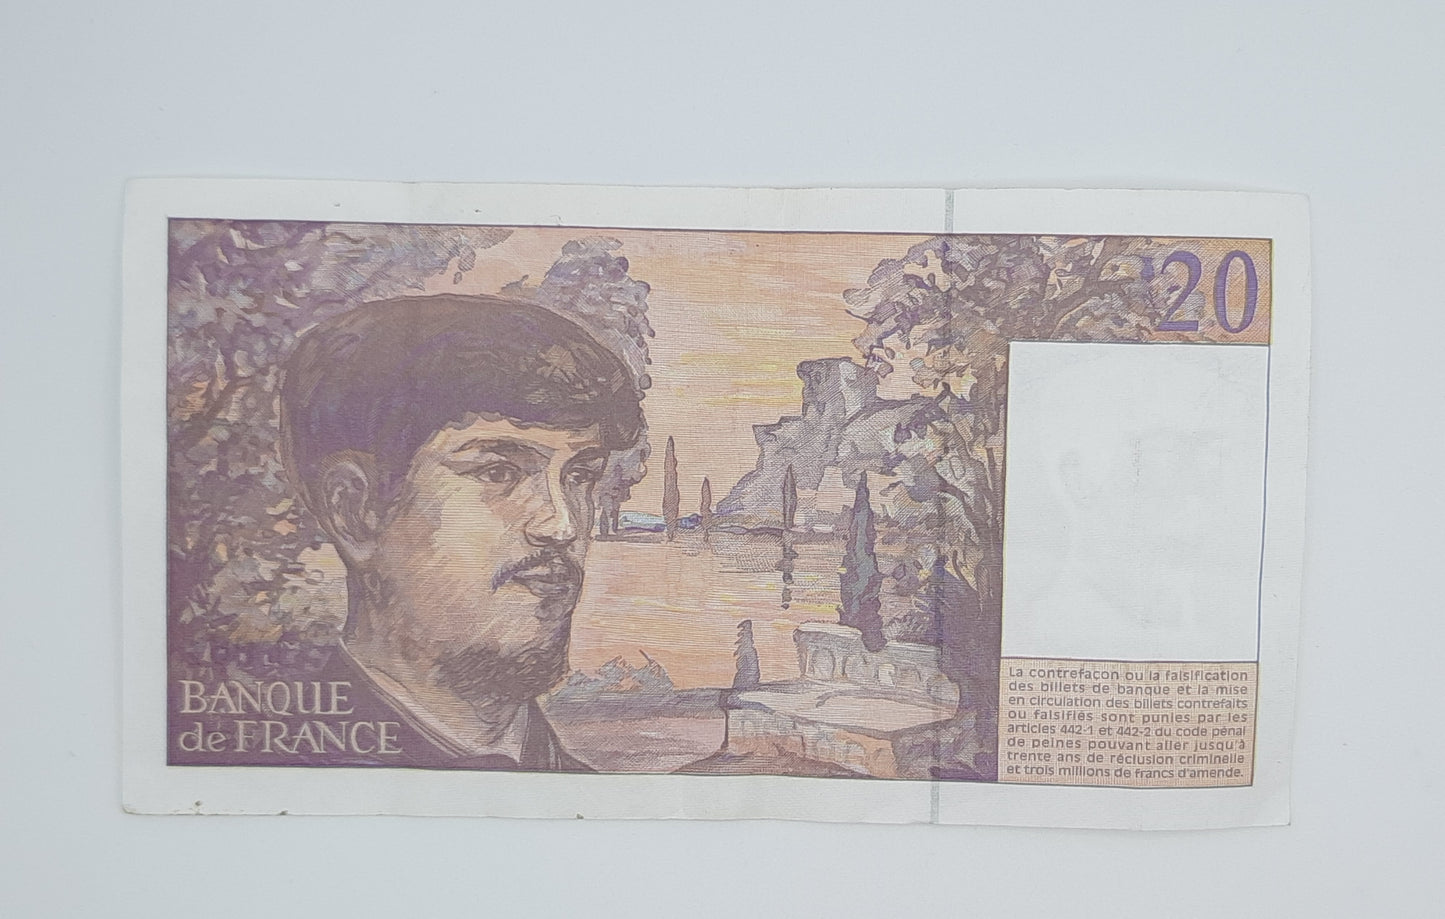 20
BANQUE
de FRANCE
La contrefaçon ou la falsification
des billets de banque et la mise
en circulation des billets contrefaits
ou falsifiés sont punies par les
articles 442-1 et 442-2 du code pénal
de peines pouvant aller jusqu'à
trente ans de réclusion criminelle
et trois millions de francs d'amende.